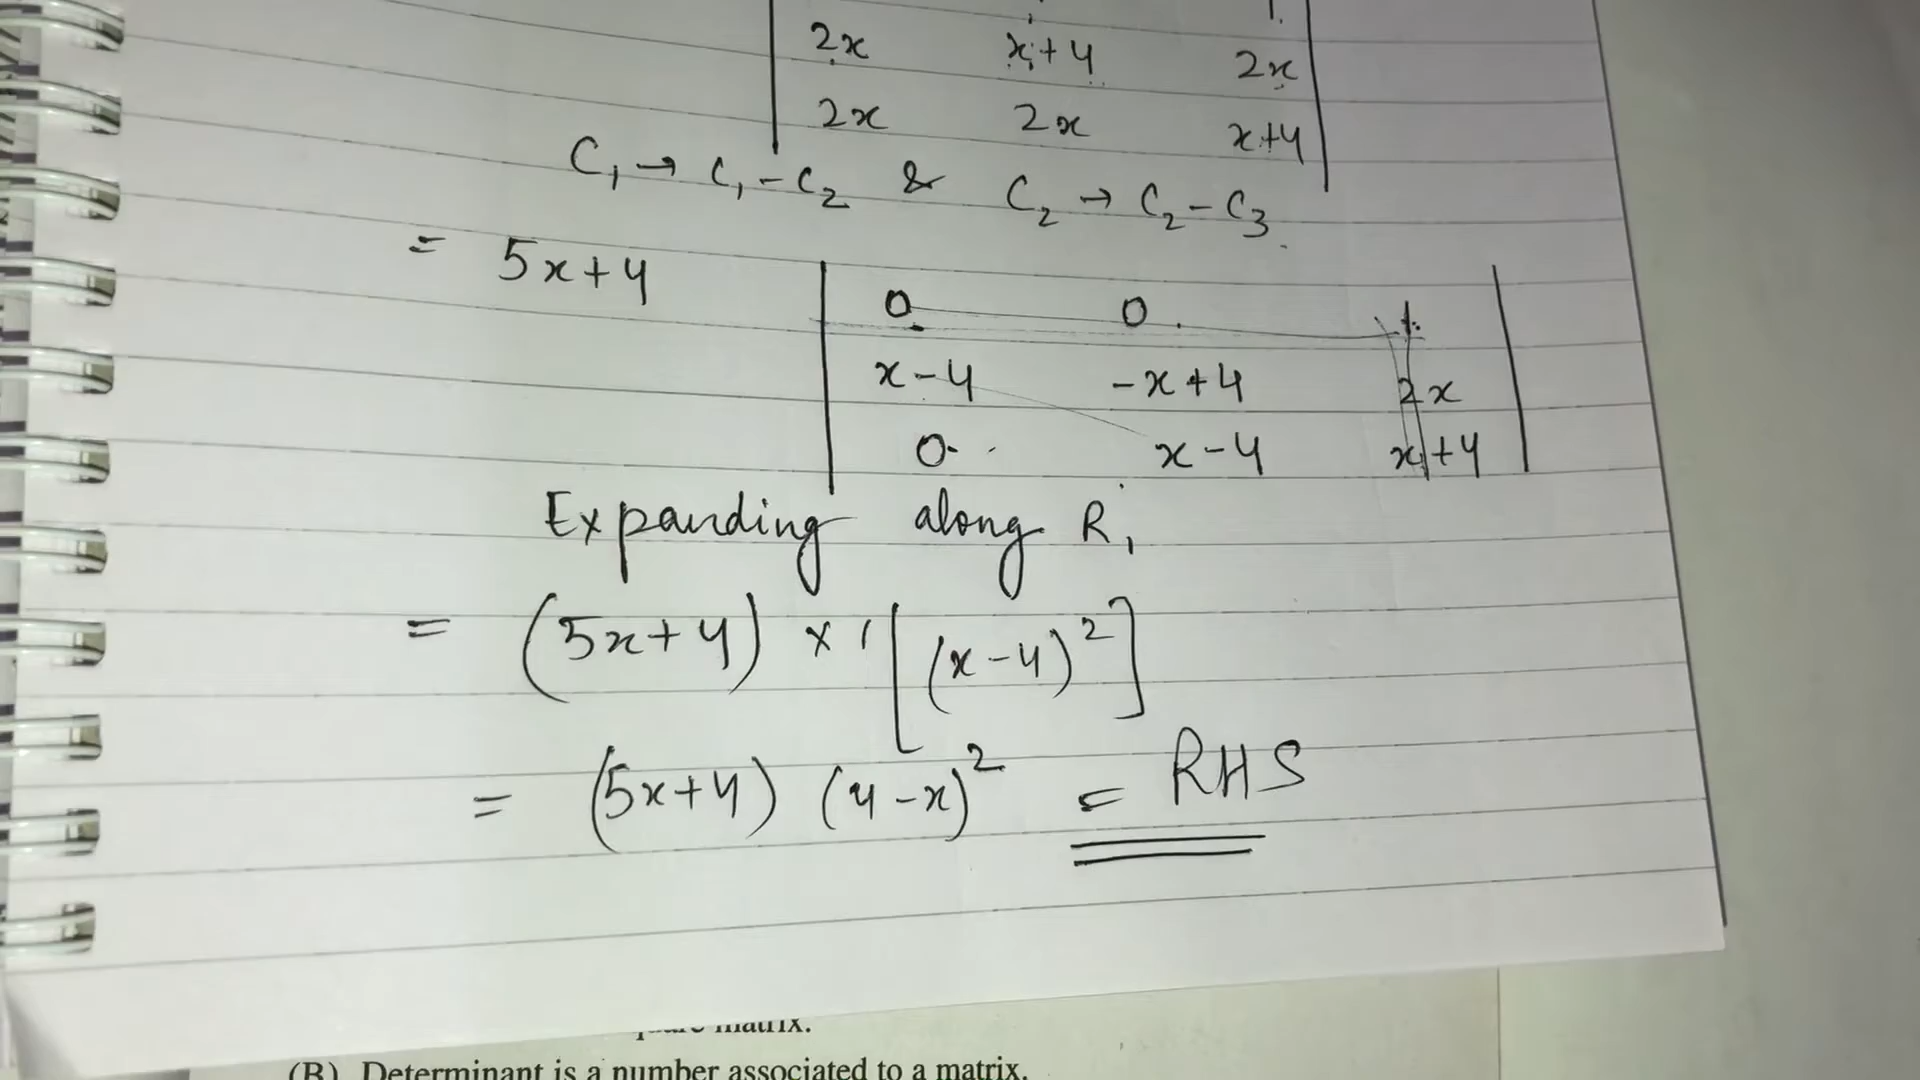 2x x+4 2x
2x 2x x+4
C₁ → C₁-C₂ & C₂ → C₂-C₃
= 5x+4
0 0 1
x-4 -x+4 2x
0 x-4 x+4
Expanding along R₁
= (5x+4) × 1 [(x-4)²]
= (5x+4) (4-x)² = RHS
matrix.
(B) Determinant is a number associated to a matrix.